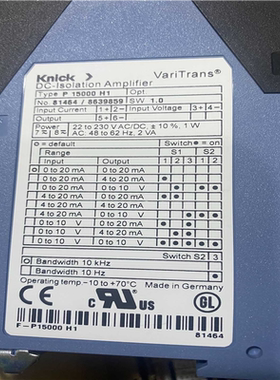 Knick > VariTrans®
DC-Isolation Amplifier
Type P 15000 H1 Opt.
No 81464 / 8639859 SW 1.0
Input Current 1+2- Input Voltage 3+4-
Output 5+6-
Power 22 to 230 V AC/DC, ± 10 %, 1 W
7≂ 8≂ AC: 48 to 62 Hz, 2 VA
⊙ = default Switch● = on
Range S1 S2
Input Output 1 2 3 1 2
⊙ 0 to 20 mA 0 to 20 mA
0 to 20 mA 4 to 20 mA
0 to 20 mA 0 to 10 V
4 to 20 mA 0 to 20 mA
4 to 20 mA 4 to 20 mA
4 to 20 mA 0 to 10 V
0 to 10 V 0 to 20 mA
0 to 10 V 4 to 20 mA
0 to 10 V 0 to 10 V
Switch S2 3
⊙ Bandwidth 10 kHz
Bandwidth 10 Hz
Operating temp.-10 to +70°C Made in Germany
c UL US GL
F-P15000 H1 81464